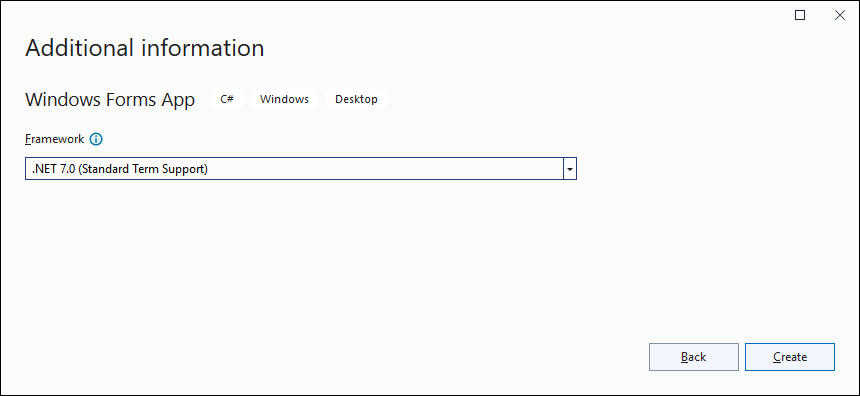 Additional information
Windows Forms App C# Windows Desktop
Framework
.NET 7.0 (Standard Term Support)
Back Create